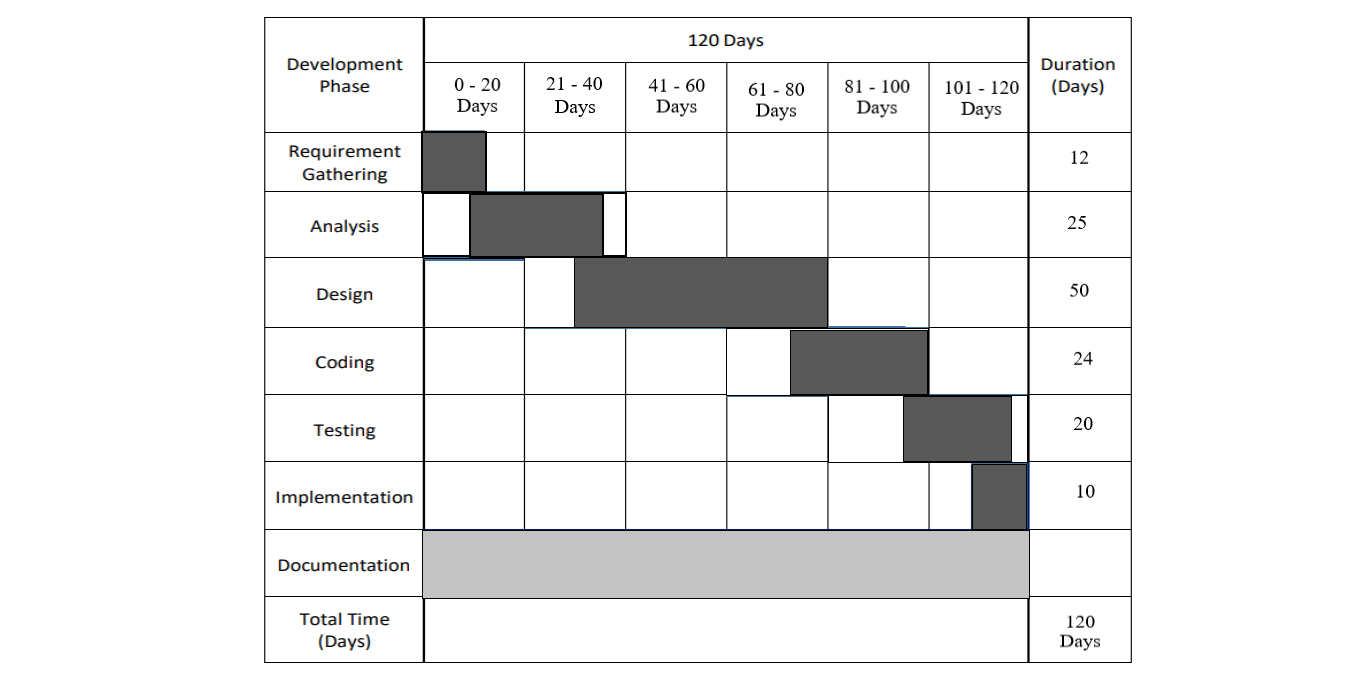 Development
Phase
120 Days
Duration
(Days)
0 - 20
Days
21 - 40
Days
41 - 60
Days
61 - 80
Days
81 - 100
Days
101 - 120
Days
Requirement
Gathering
12
Analysis
25
Design
50
Coding
24
Testing
20
Implementation
10
Documentation
Total Time
(Days)
120
Days